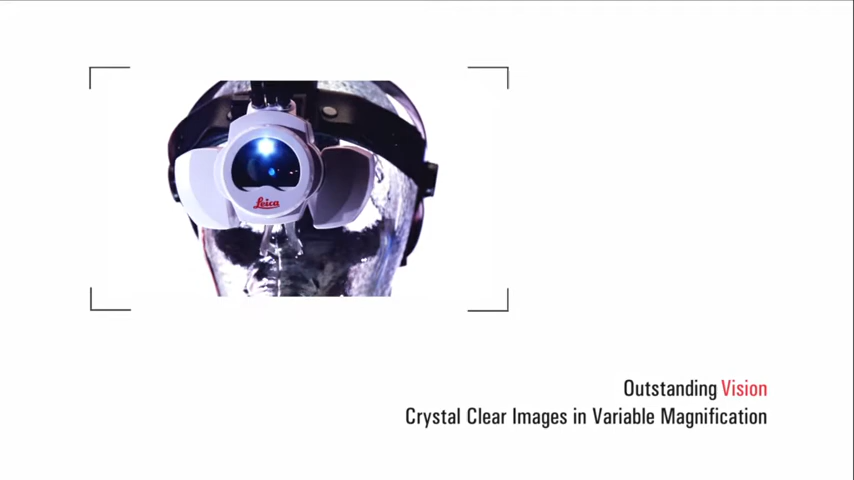 Leica
Outstanding Vision
Crystal Clear Images in Variable Magnification